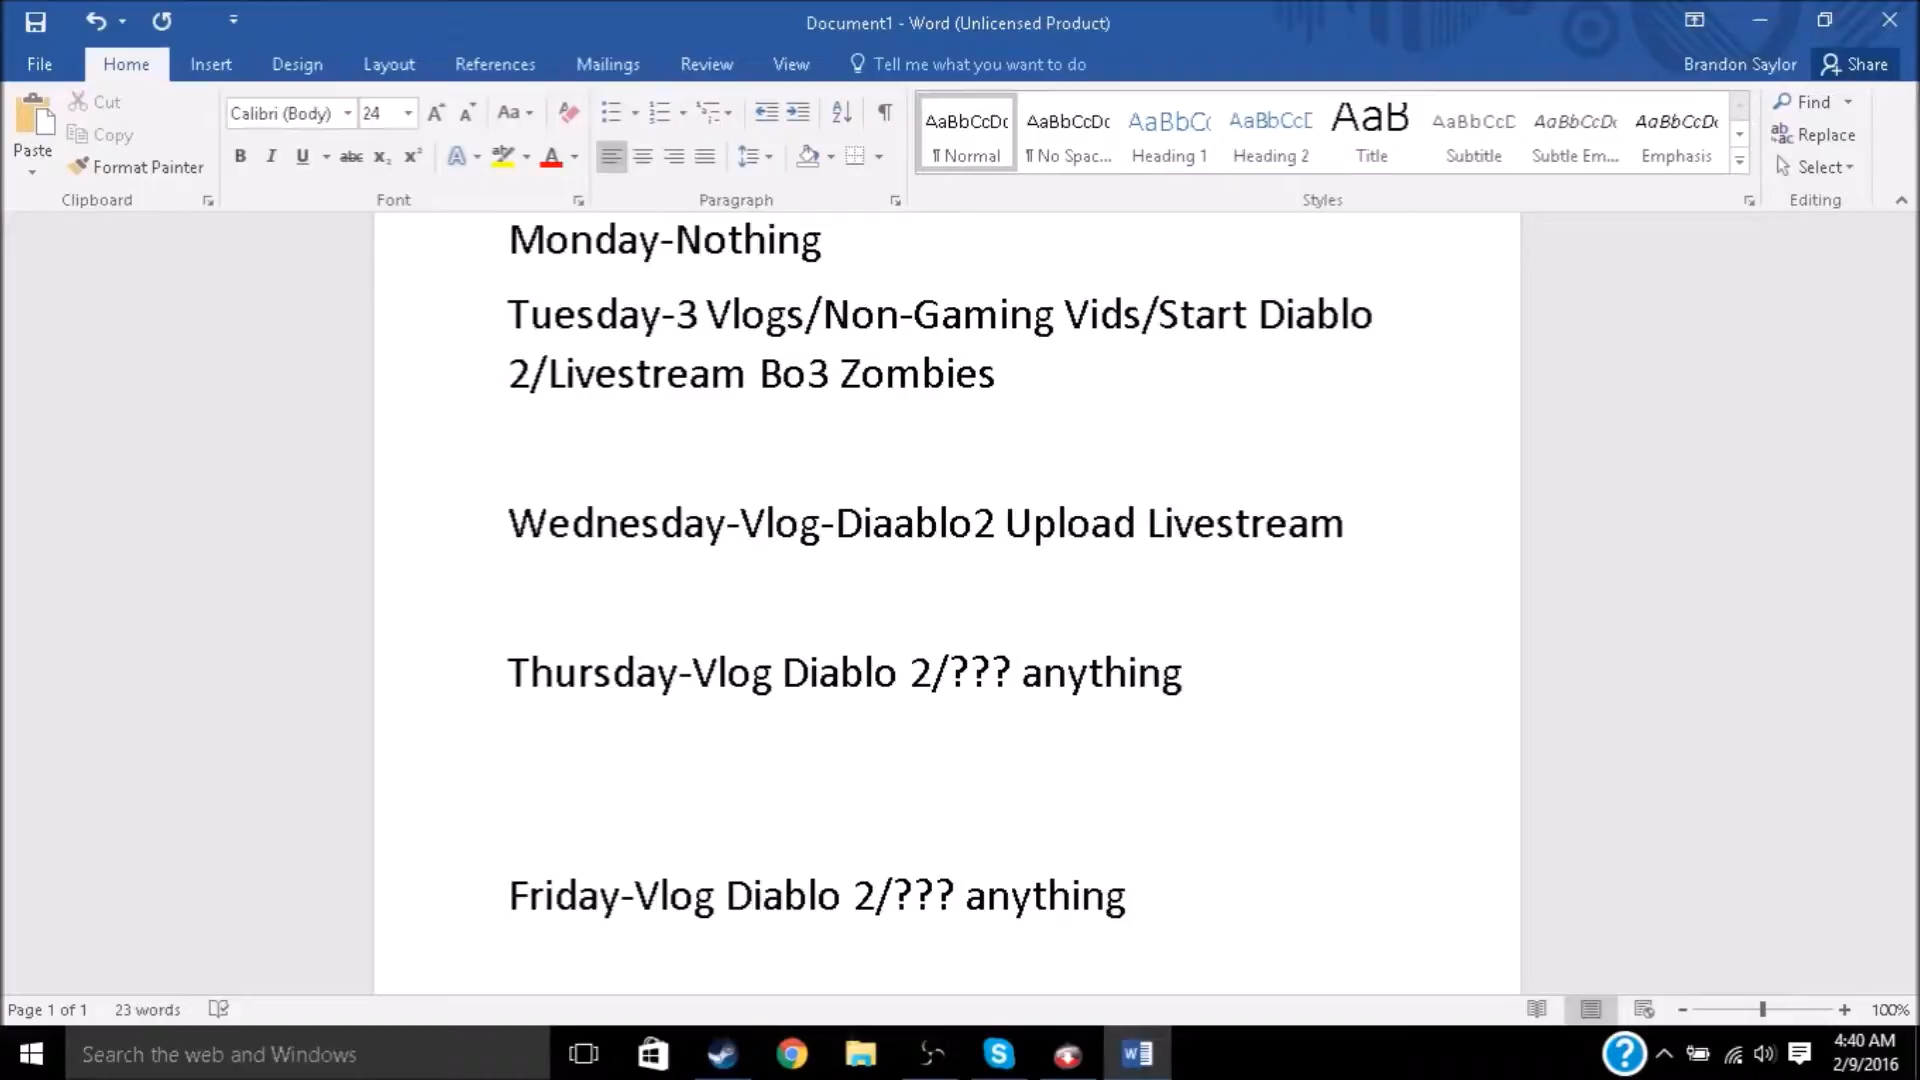 Document1 - Word (Unlicensed Product)
File Home Insert Design Layout References Mailings Review View Tell me what you want to do Brandon Saylor Share
Cut
Copy
Format Painter
Paste
Clipboard
Calibri (Body) 24
Font
Paragraph
AaBbCcDc AaBbCcDc AaBbCc AaBbCcD AaB AaBbCcD AaBbCcDc AaBbCcDc
¶ Normal ¶ No Spac... Heading 1 Heading 2 Title Subtitle Subtle Em... Emphasis
Styles
Find
Replace
Select
Editing
Monday-Nothing
Tuesday-3 Vlogs/Non-Gaming Vids/Start Diablo
2/Livestream Bo3 Zombies
Wednesday-Vlog-Diaablo2 Upload Livestream
Thursday-Vlog Diablo 2/??? anything
Friday-Vlog Diablo 2/??? anything
Page 1 of 1 23 words 100%
Search the web and Windows
4:40 AM
2/9/2016